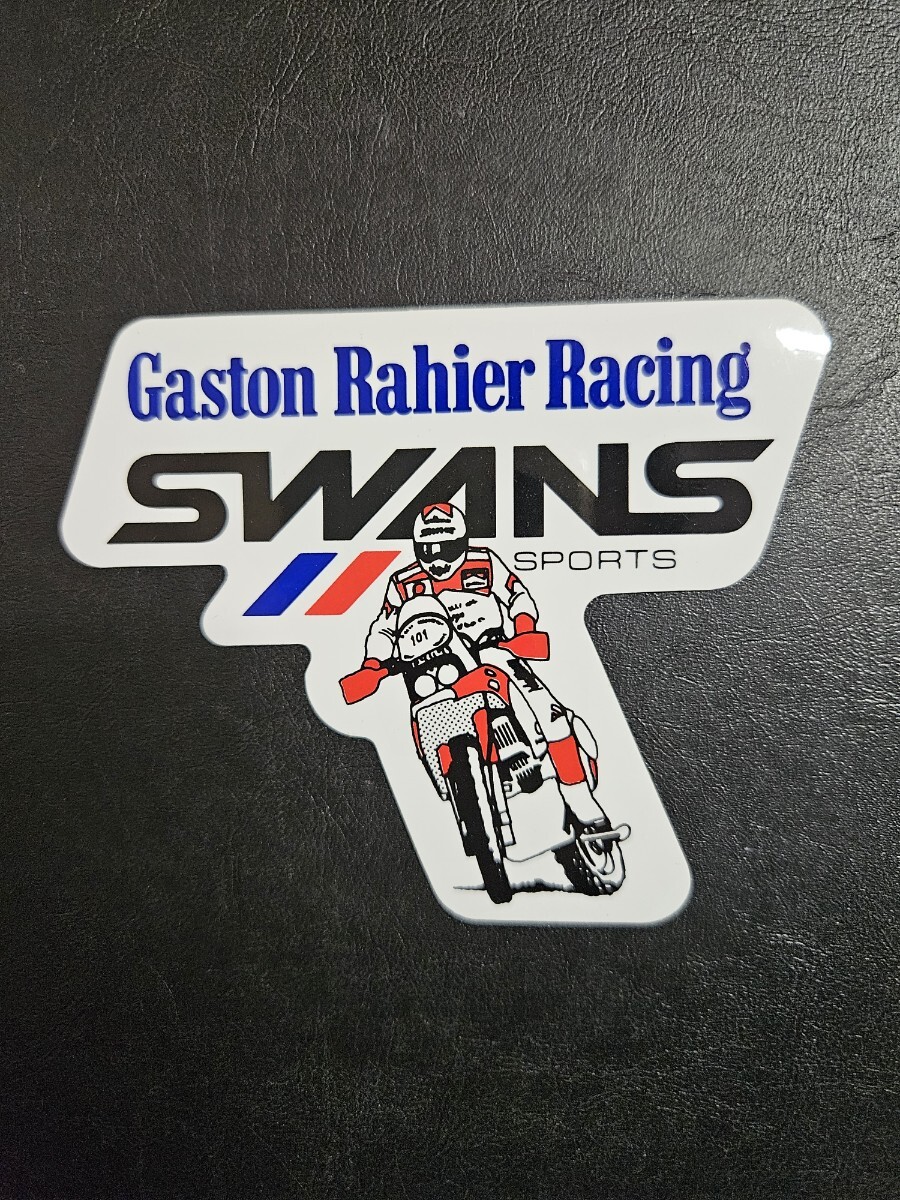 Gaston Rahier Racing
SWANS
SPORTS
101